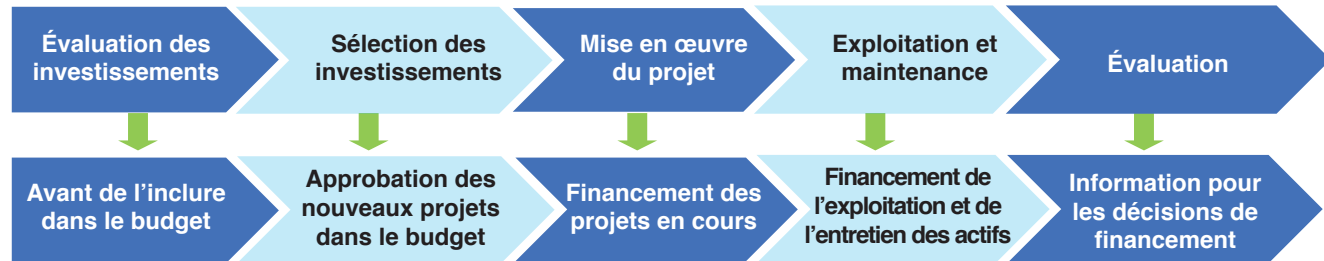 Évaluation des
investissements
Sélection des
investissements
Mise en œuvre
du projet
Exploitation et
maintenance
Évaluation
Avant de l'inclure
dans le budget
Approbation des
nouveaux projets
dans le budget
Financement des
projets en cours
Financement de
l'exploitation et de
l'entretien des actifs
Information pour
les décisions de
financement